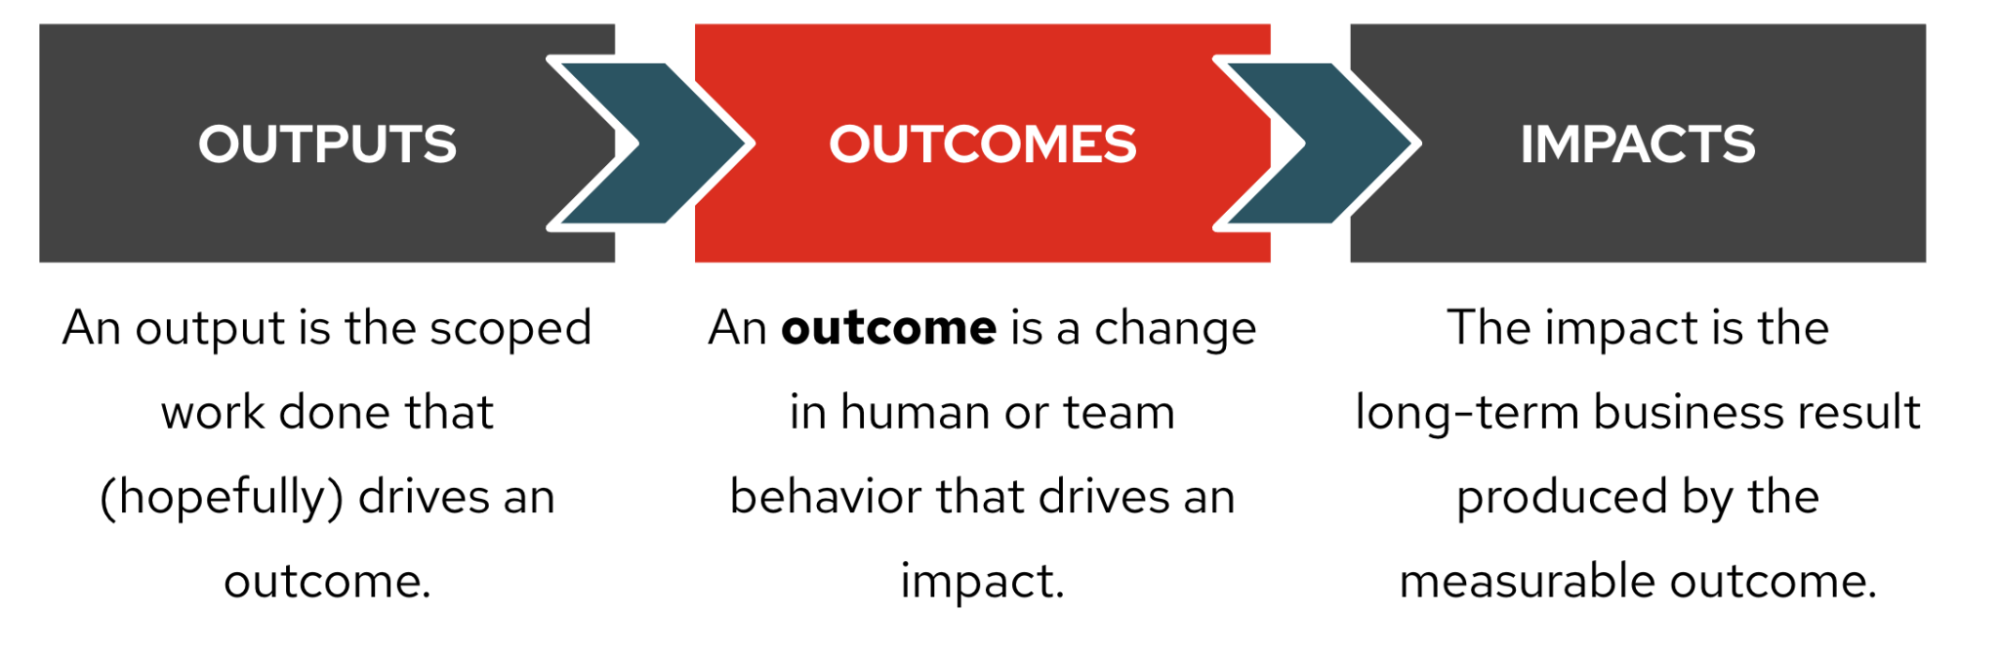 OUTPUTS
An output is the scoped
work done that
(hopefully) drives an
outcome.
OUTCOMES
An outcome is a change
in human or team
behavior that drives an
impact.
IMPACTS
The impact is the
long-term business result
produced by the
measurable outcome.